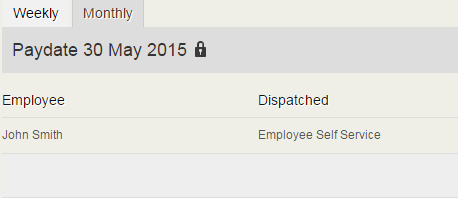 Weekly Monthly
Paydate 30 May 2015
Employee Dispatched
John Smith Employee Self Service